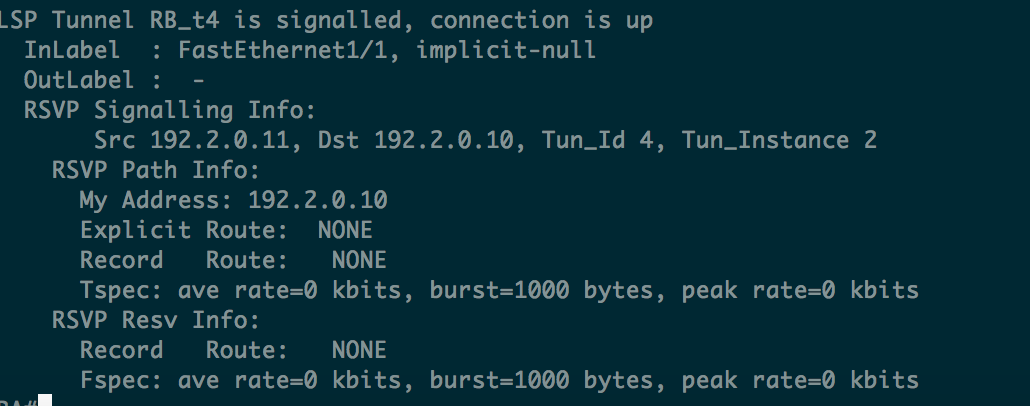 LSP Tunnel RB_t4 is signalled, connection is up
InLabel : FastEthernet1/1, implicit-null
OutLabel : -
RSVP Signalling Info:
Src 192.2.0.11, Dst 192.2.0.10, Tun_Id 4, Tun_Instance 2
RSVP Path Info:
My Address: 192.2.0.10
Explicit Route: NONE
Record Route: NONE
Tspec: ave rate=0 kbits, burst=1000 bytes, peak rate=0 kbits
RSVP Resv Info:
Record Route: NONE
Fspec: ave rate=0 kbits, burst=1000 bytes, peak rate=0 kbits